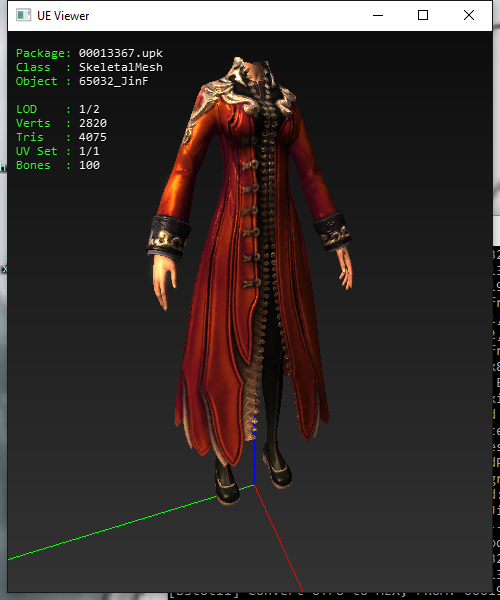 UE Viewer
Package: 00013367.upk
Class : SkeletalMesh
Object : 65032_JinF
LOD : 1/2
Verts : 2820
Tris : 4075
UV Set : 1/1
Bones : 100